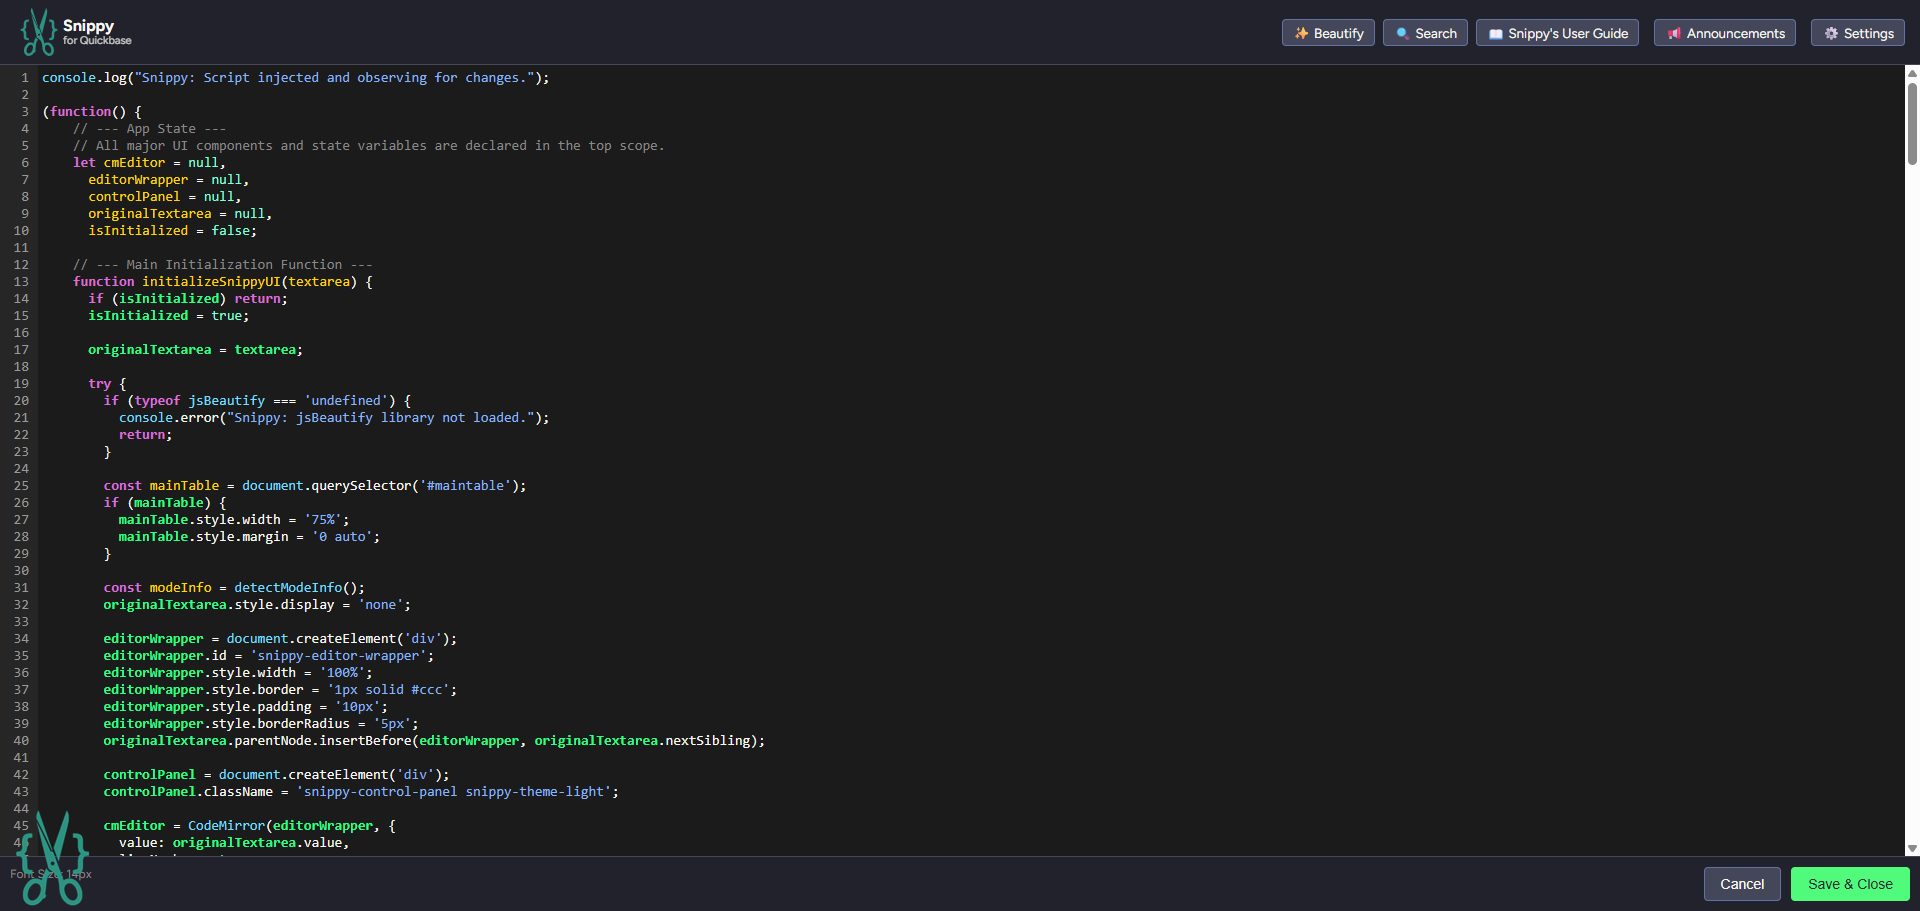 Snippy
for Quickbase
✨ Beautify
🔍 Search
📖 Snippy's User Guide
📢 Announcements
⚙ Settings
1 console.log("Snippy: Script injected and observing for changes.");
2
3 (function() {
4     // --- App State ---
5     // All major UI components and state variables are declared in the top scope.
6     let cmEditor = null,
7       editorWrapper = null,
8       controlPanel = null,
9       originalTextarea = null,
10       isInitialized = false;
11
12     // --- Main Initialization Function ---
13     function initializeSnippyUI(textarea) {
14       if (isInitialized) return;
15       isInitialized = true;
16
17       originalTextarea = textarea;
18
19       try {
20         if (typeof jsBeautify === 'undefined') {
21           console.error("Snippy: jsBeautify library not loaded.");
22           return;
23         }
24
25         const mainTable = document.querySelector('#maintable');
26         if (mainTable) {
27           mainTable.style.width = '75%';
28           mainTable.style.margin = '0 auto';
29         }
30
31         const modeInfo = detectModeInfo();
32         originalTextarea.style.display = 'none';
33
34         editorWrapper = document.createElement('div');
35         editorWrapper.id = 'snippy-editor-wrapper';
36         editorWrapper.style.width = '100%';
37         editorWrapper.style.border = '1px solid #ccc';
38         editorWrapper.style.padding = '10px';
39         editorWrapper.style.borderRadius = '5px';
40         originalTextarea.parentNode.insertBefore(editorWrapper, originalTextarea.nextSibling);
41
42         controlPanel = document.createElement('div');
43         controlPanel.className = 'snippy-control-panel snippy-theme-light';
44
45         cmEditor = CodeMirror(editorWrapper, {
           value: originalTextarea.value,
Font Size: 14px
Cancel
Save & Close